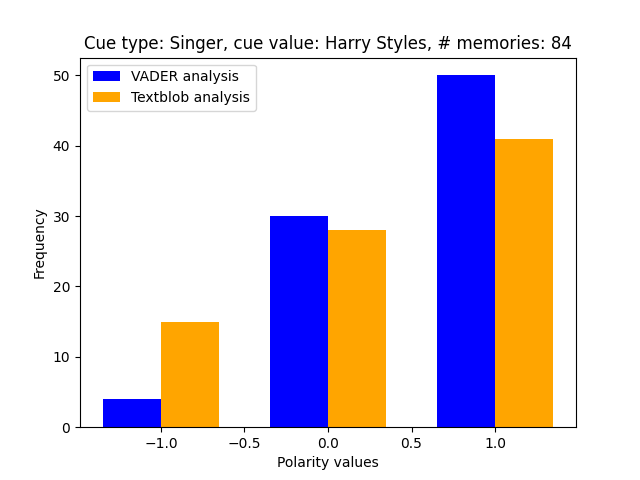 Cue type: Singer, cue value: Harry Styles, # memories: 84
VADER analysis
Textblob analysis
50
40
30
20
10
0
Frequency
−1.0 −0.5 0.0 0.5 1.0
Polarity values